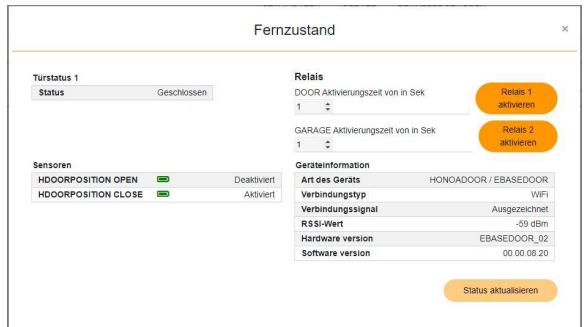 Fernzustand
×
Türstatus 1
Status Geschlossen
Relais
DOOR Aktivierungszeit von in Sek
1
Relais 1
aktivieren
GARAGE Aktivierungszeit von in Sek
1
Relais 2
aktivieren
Sensoren
HDOORPOSITION OPEN Deaktiviert
HDOORPOSITION CLOSE Aktiviert
Geräteinformation
Art des Geräts HONOADOOR / EBASEDOOR
Verbindungstyp WiFi
Verbindungssignal Ausgezeichnet
RSSI-Wert -59 dBm
Hardware version EBASEDOOR_02
Software version 00.00.08.20
Status aktualisieren